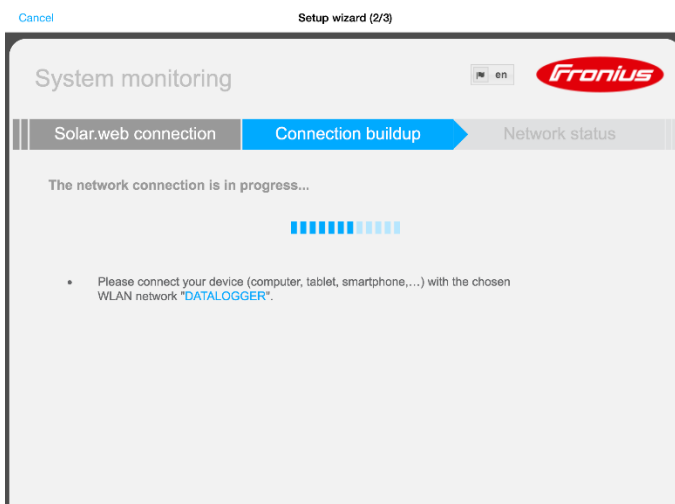 Cancel
Setup wizard (2/3)
System monitoring
en
Fronius
Solar.web connection
Connection buildup
Network status
The network connection is in progress...
• Please connect your device (computer, tablet, smartphone,...) with the chosen
WLAN network "DATALOGGER".